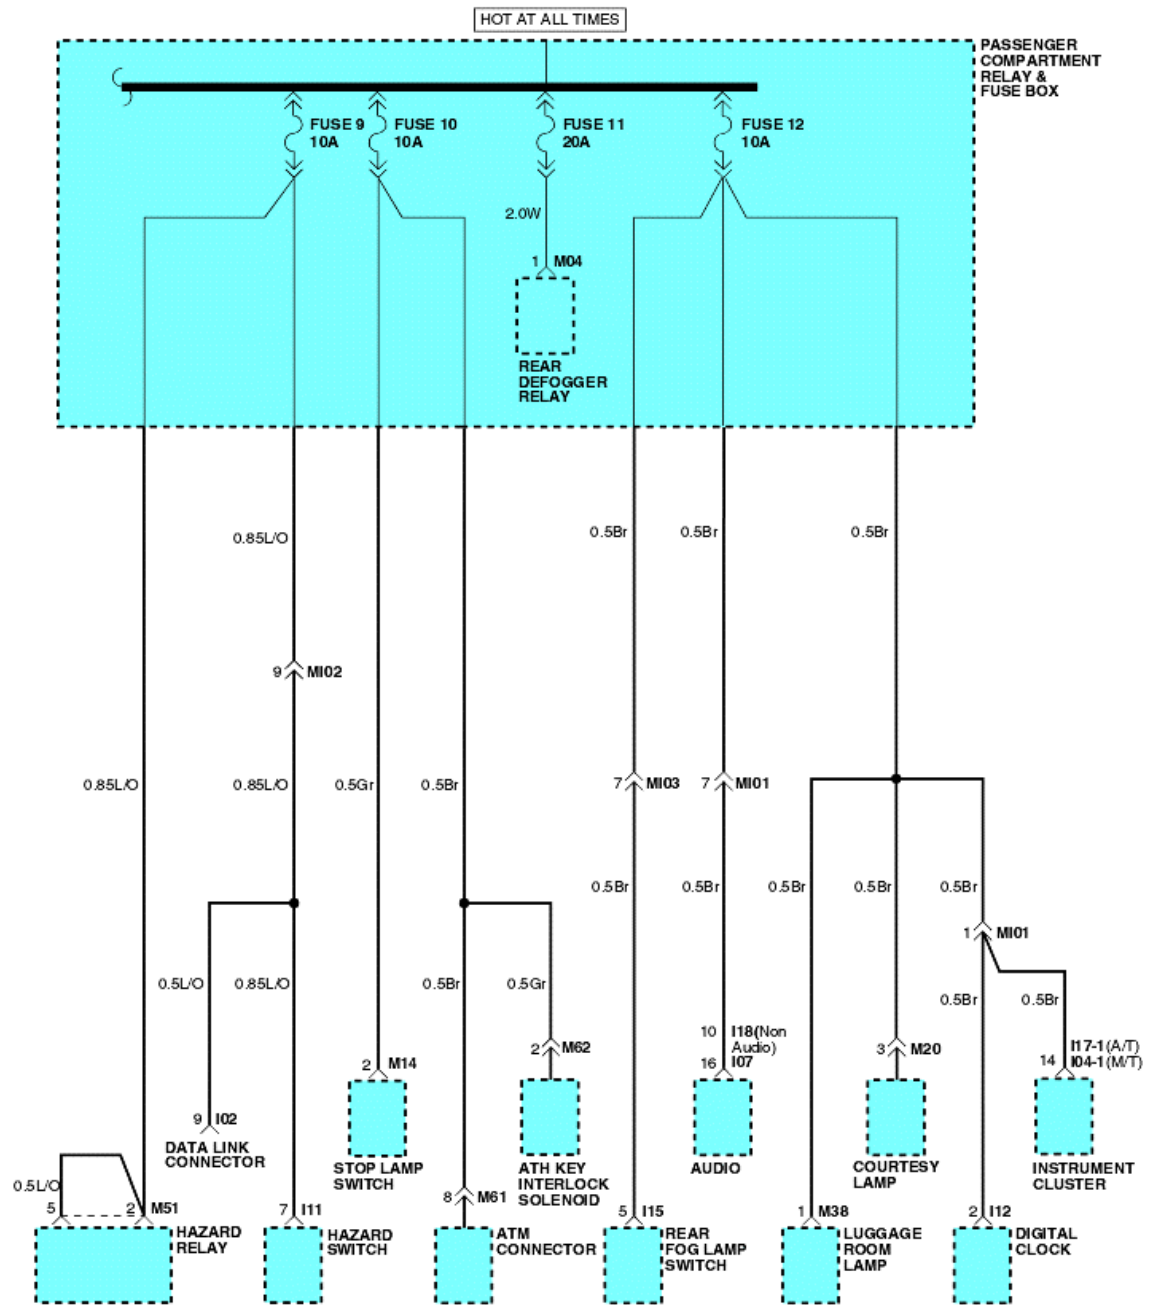 HOT AT ALL TIMES
PASSENGER
COMPARTMENT
RELAY &
FUSE BOX
FUSE 9
10A
FUSE 10
10A
FUSE 11
20A
FUSE 12
10A
2.0W
1 M04
REAR
DEFOGGER
RELAY
0.85L/O
0.5Br
0.5Br
0.5Br
9 MI02
0.85L/O
0.85L/O
0.5Gr
0.5Br
7 MI03
7 MI01
0.5Br
0.5Br
0.5Br
0.5Br
0.5Br
1 MI01
0.5L/O
0.85L/O
0.5Br
0.5Gr
0.5Br
0.5Br
2 M14
2 M62
10 I18(Non
Audio)
16 I07
3 M20
14 I17-1(A/T)
I04-1(M/T)
9 I02
DATA LINK
CONNECTOR
STOP LAMP
SWITCH
ATH KEY
INTERLOCK
SOLENOID
AUDIO
COURTESY
LAMP
INSTRUMENT
CLUSTER
0.5L/O
5
2 M51
7 I11
8 M61
5 I15
1 M38
2 I12
HAZARD
RELAY
HAZARD
SWITCH
ATM
CONNECTOR
REAR
FOG LAMP
SWITCH
LUGGAGE
ROOM
LAMP
DIGITAL
CLOCK